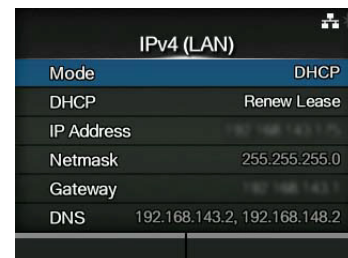 IPv4 (LAN)
Mode DHCP
DHCP Renew Lease
IP Address
Netmask 255.255.255.0
Gateway
DNS 192.168.143.2, 192.168.148.2